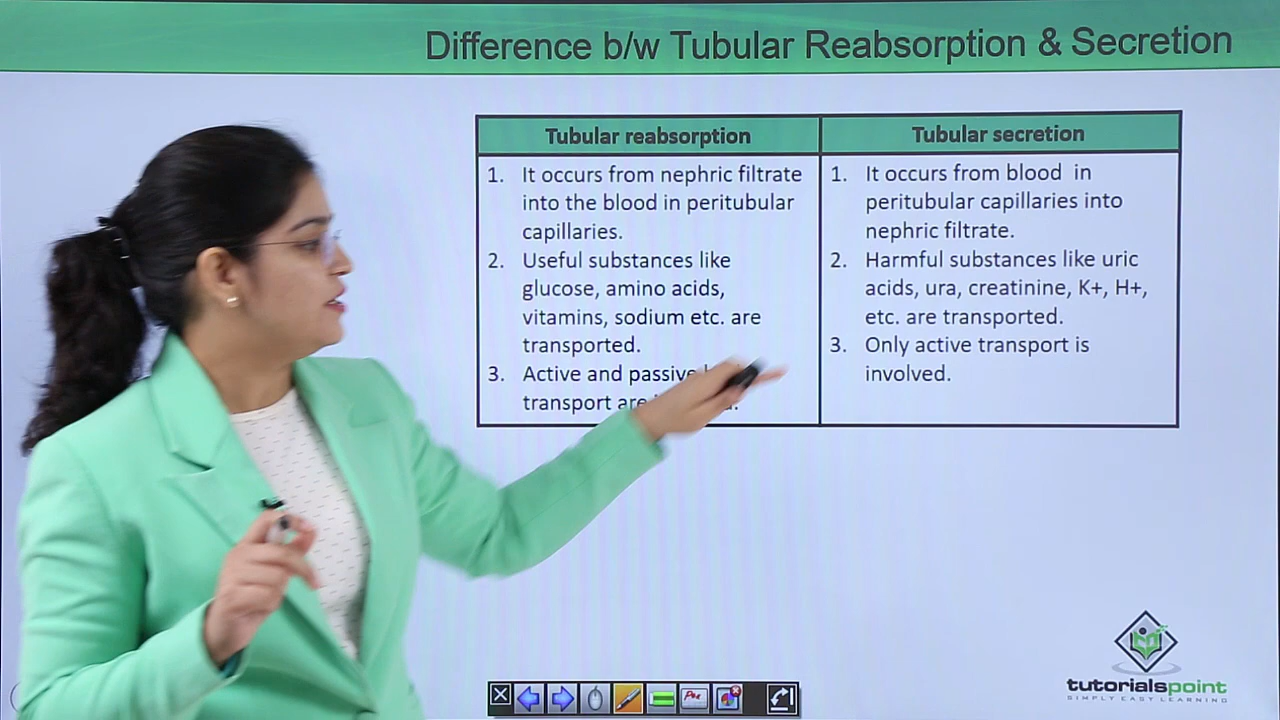 Difference b/w Tubular Reabsorption & Secretion
Tubular reabsorption
1. It occurs from nephric filtrate
into the blood in peritubular
capillaries.
2. Useful substances like
glucose, amino acids,
vitamins, sodium etc. are
transported.
3. Active and passive
transport are
Tubular secretion
1. It occurs from blood in
peritubular capillaries into
nephric filtrate.
2. Harmful substances like uric
acids, ura, creatinine, K+, H+,
etc. are transported.
3. Only active transport is
involved.
tutorialspoint
SIMPLY EASY LEARNING